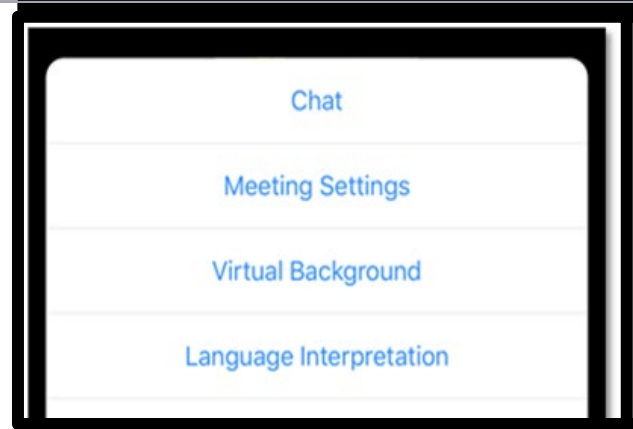 Chat
Meeting Settings
Virtual Background
Language Interpretation